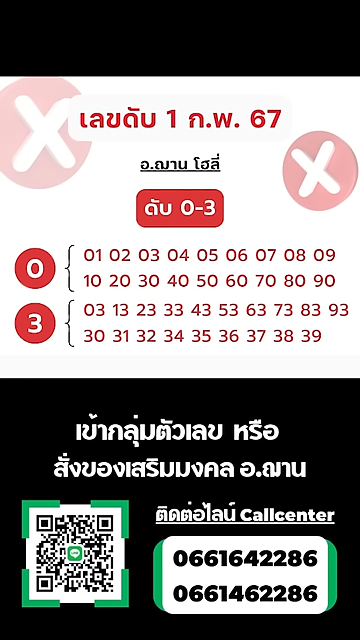 เลขดับ 1 ก.พ. 67
อ.ฌาน โฮลี่
ดับ 0-3
0
01 02 03 04 05 06 07 08 09
10 20 30 40 50 60 70 80 90
3
03 13 23 33 43 53 63 73 83 93
30 31 32 34 35 36 37 38 39
เข้ากลุ่มตัวเลข หรือ
สั่งของเสริมมงคล อ.ฌาน
ติดต่อไลน์ Callcenter
0661642286
0661462286